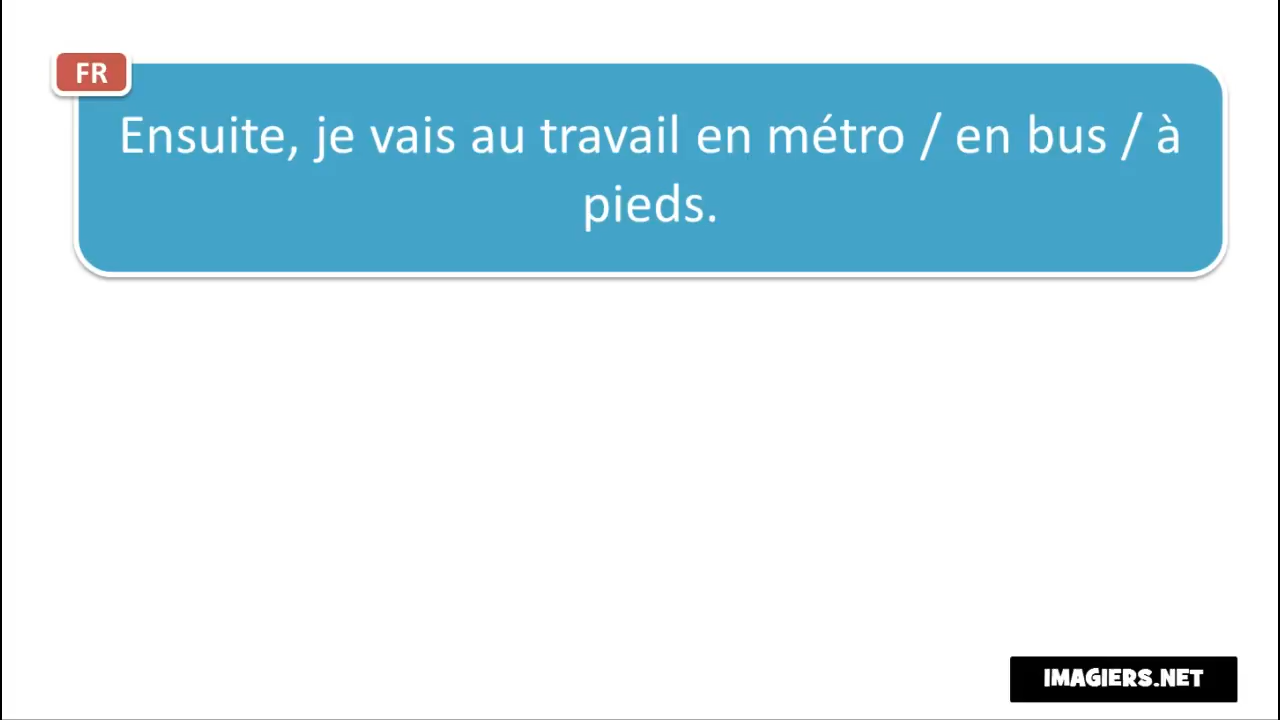 FR
Ensuite, je vais au travail en métro / en bus / à
pieds.
IMAGIERS.NET